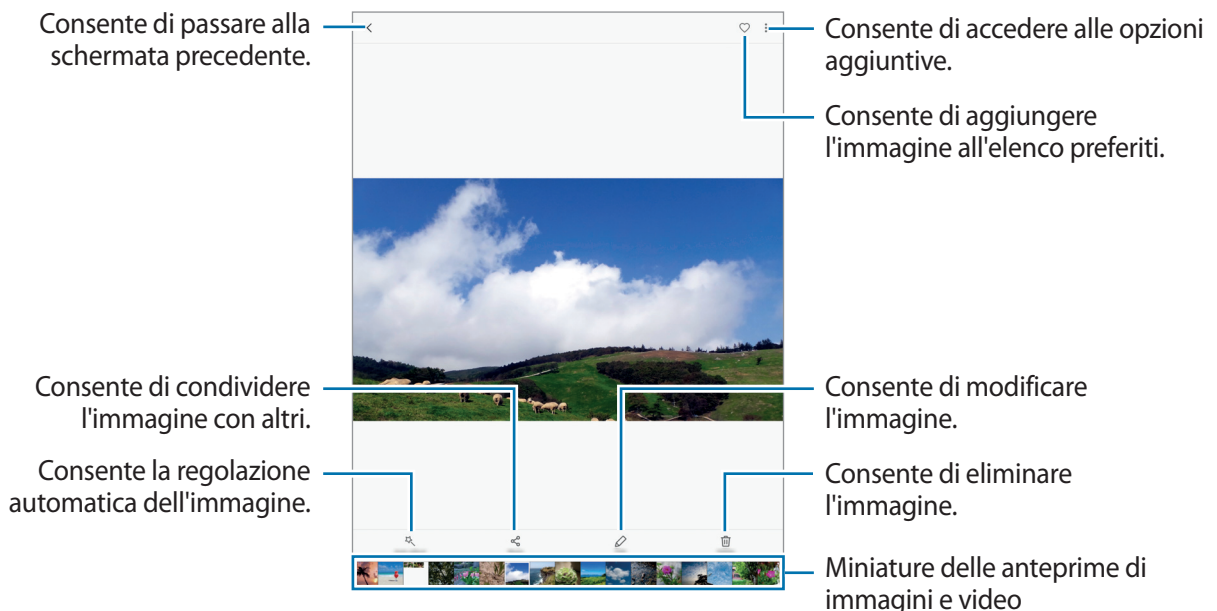 Consente di passare alla
schermata precedente.
Consente di accedere alle opzioni
aggiuntive.
Consente di aggiungere
l'immagine all'elenco preferiti.
Consente di condividere
l'immagine con altri.
Consente di modificare
l'immagine.
Consente la regolazione
automatica dell'immagine.
Consente di eliminare
l'immagine.
Miniature delle anteprime di
immagini e video